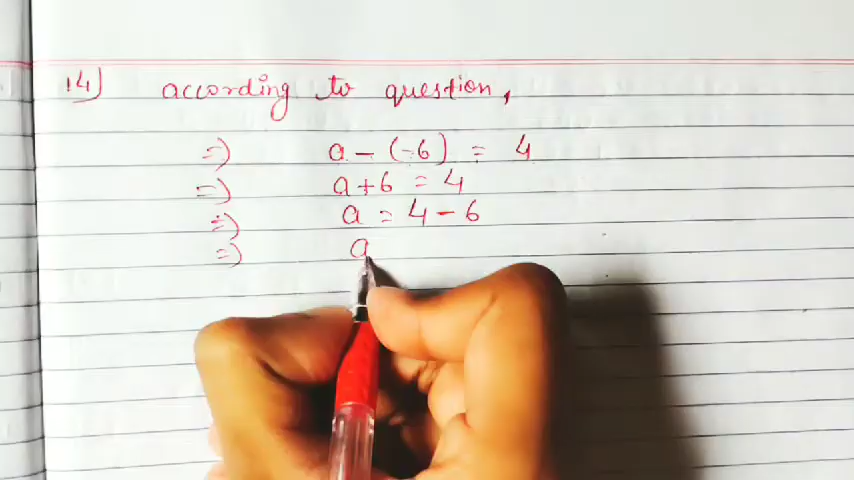 14) according to question,
=) a - (-6) = 4
=) a + 6 = 4
=) a = 4 - 6
=) a